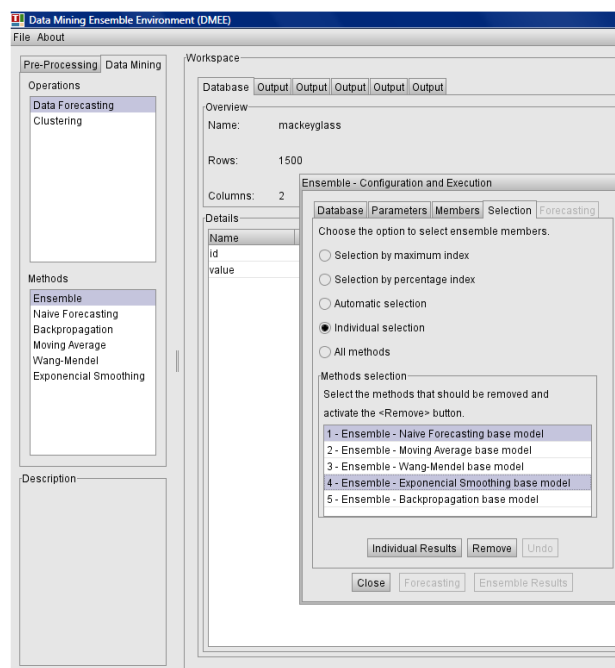 Data Mining Ensemble Environment (DMEE)
File About
Pre-Processing Data Mining
Operations
Data Forecasting
Clustering
Methods
Ensemble
Naive Forecasting
Backpropagation
Moving Average
Wang-Mendel
Exponencial Smoothing
Description
Workspace
Database Output Output Output Output Output
Overview
Name: mackeyglass
Rows: 1500
Columns: 2
Details
Name
id
value
Ensemble - Configuration and Execution
Database Parameters Members Selection Forecasting
Choose the option to select ensemble members.
Selection by maximum index
Selection by percentage index
Automatic selection
Individual selection
All methods
Methods selection
Select the methods that should be removed and
activate the <Remove> button.
1 - Ensemble - Naive Forecasting base model
2 - Ensemble - Moving Average base model
3 - Ensemble - Wang-Mendel base model
4 - Ensemble - Exponencial Smoothing base model
5 - Ensemble - Backpropagation base model
Individual Results Remove Undo
Close Forecasting Ensemble Results